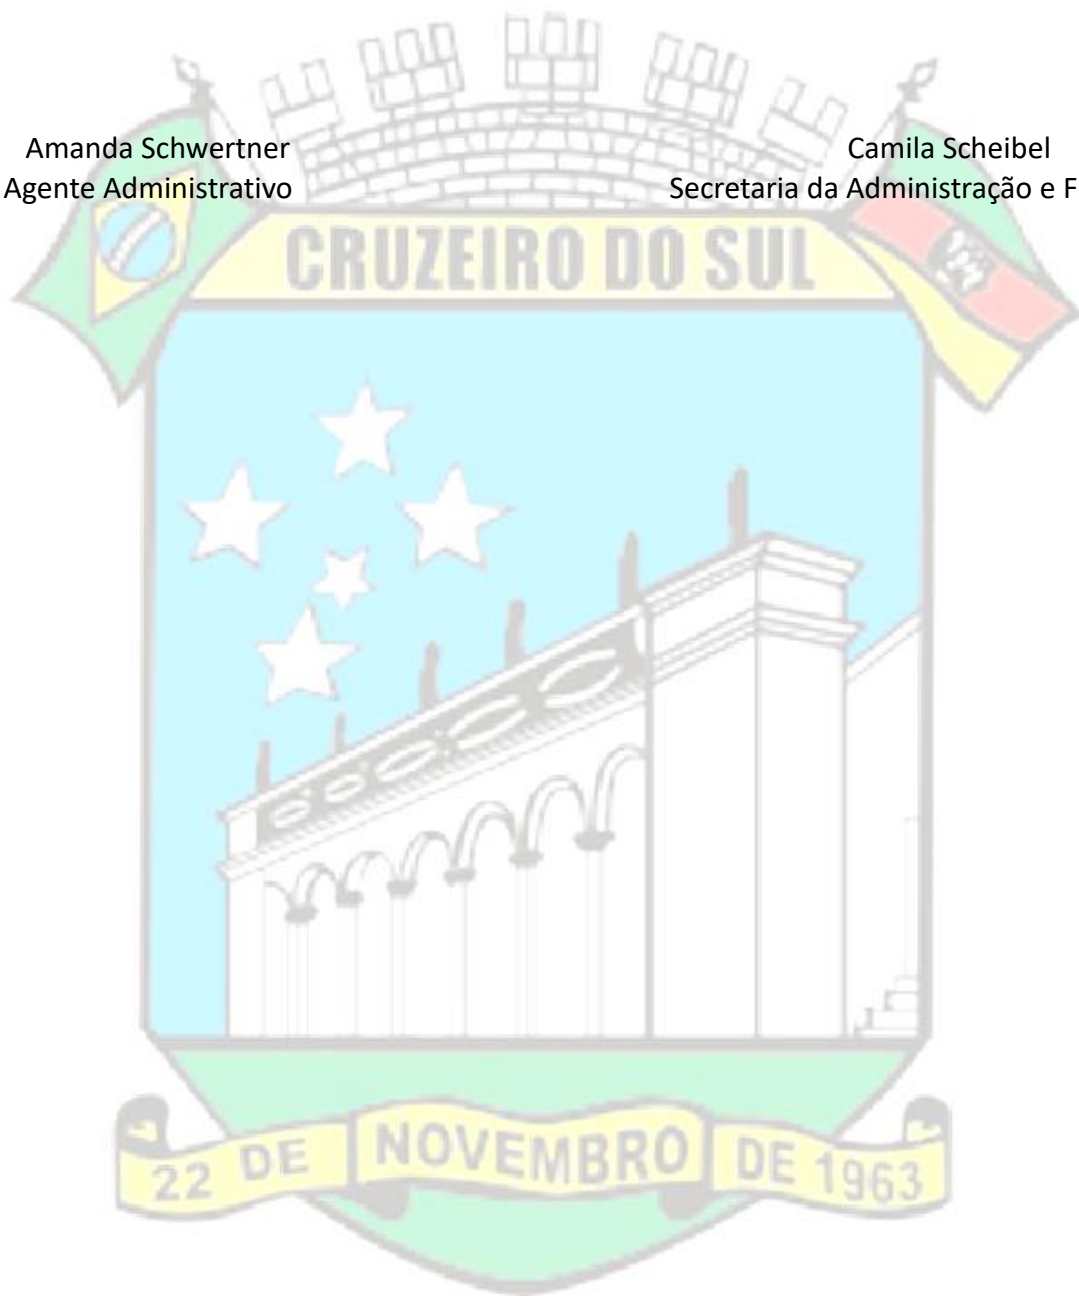 Amanda Schwertner
Camila Scheibel
Agente Administrativo
Secretaria da Administração e F
CRUZEIRO DO SUL
22 DE NOVEMBRO DE 1963